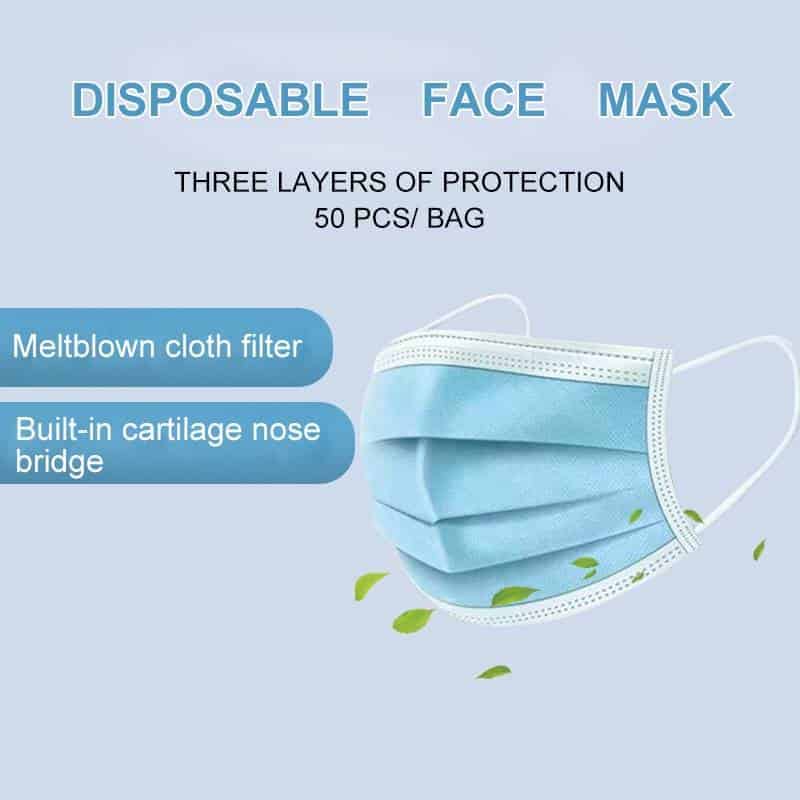 DISPOSABLE FACE MASK
THREE LAYERS OF PROTECTION
50 PCS/ BAG
Meltblown cloth filter
Built-in cartilage nose
bridge